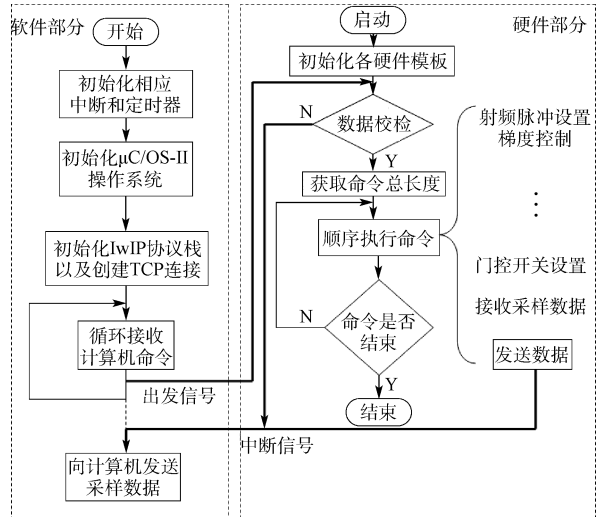 软件部分
开始
初始化相应
中断和定时器
初始化μC/OS-II
操作系统
初始化IwIP协议栈
以及创建TCP连接
循环接收
计算机命令
出发信号
向计算机发送
采样数据
硬件部分
启动
初始化各硬件模板
N
数据校检
Y
获取命令总长度
顺序执行命令
N
命令是否
结束
Y
结束
中断信号
射频脉冲设置
梯度控制
⋮
门控开关设置
接收采样数据
发送数据